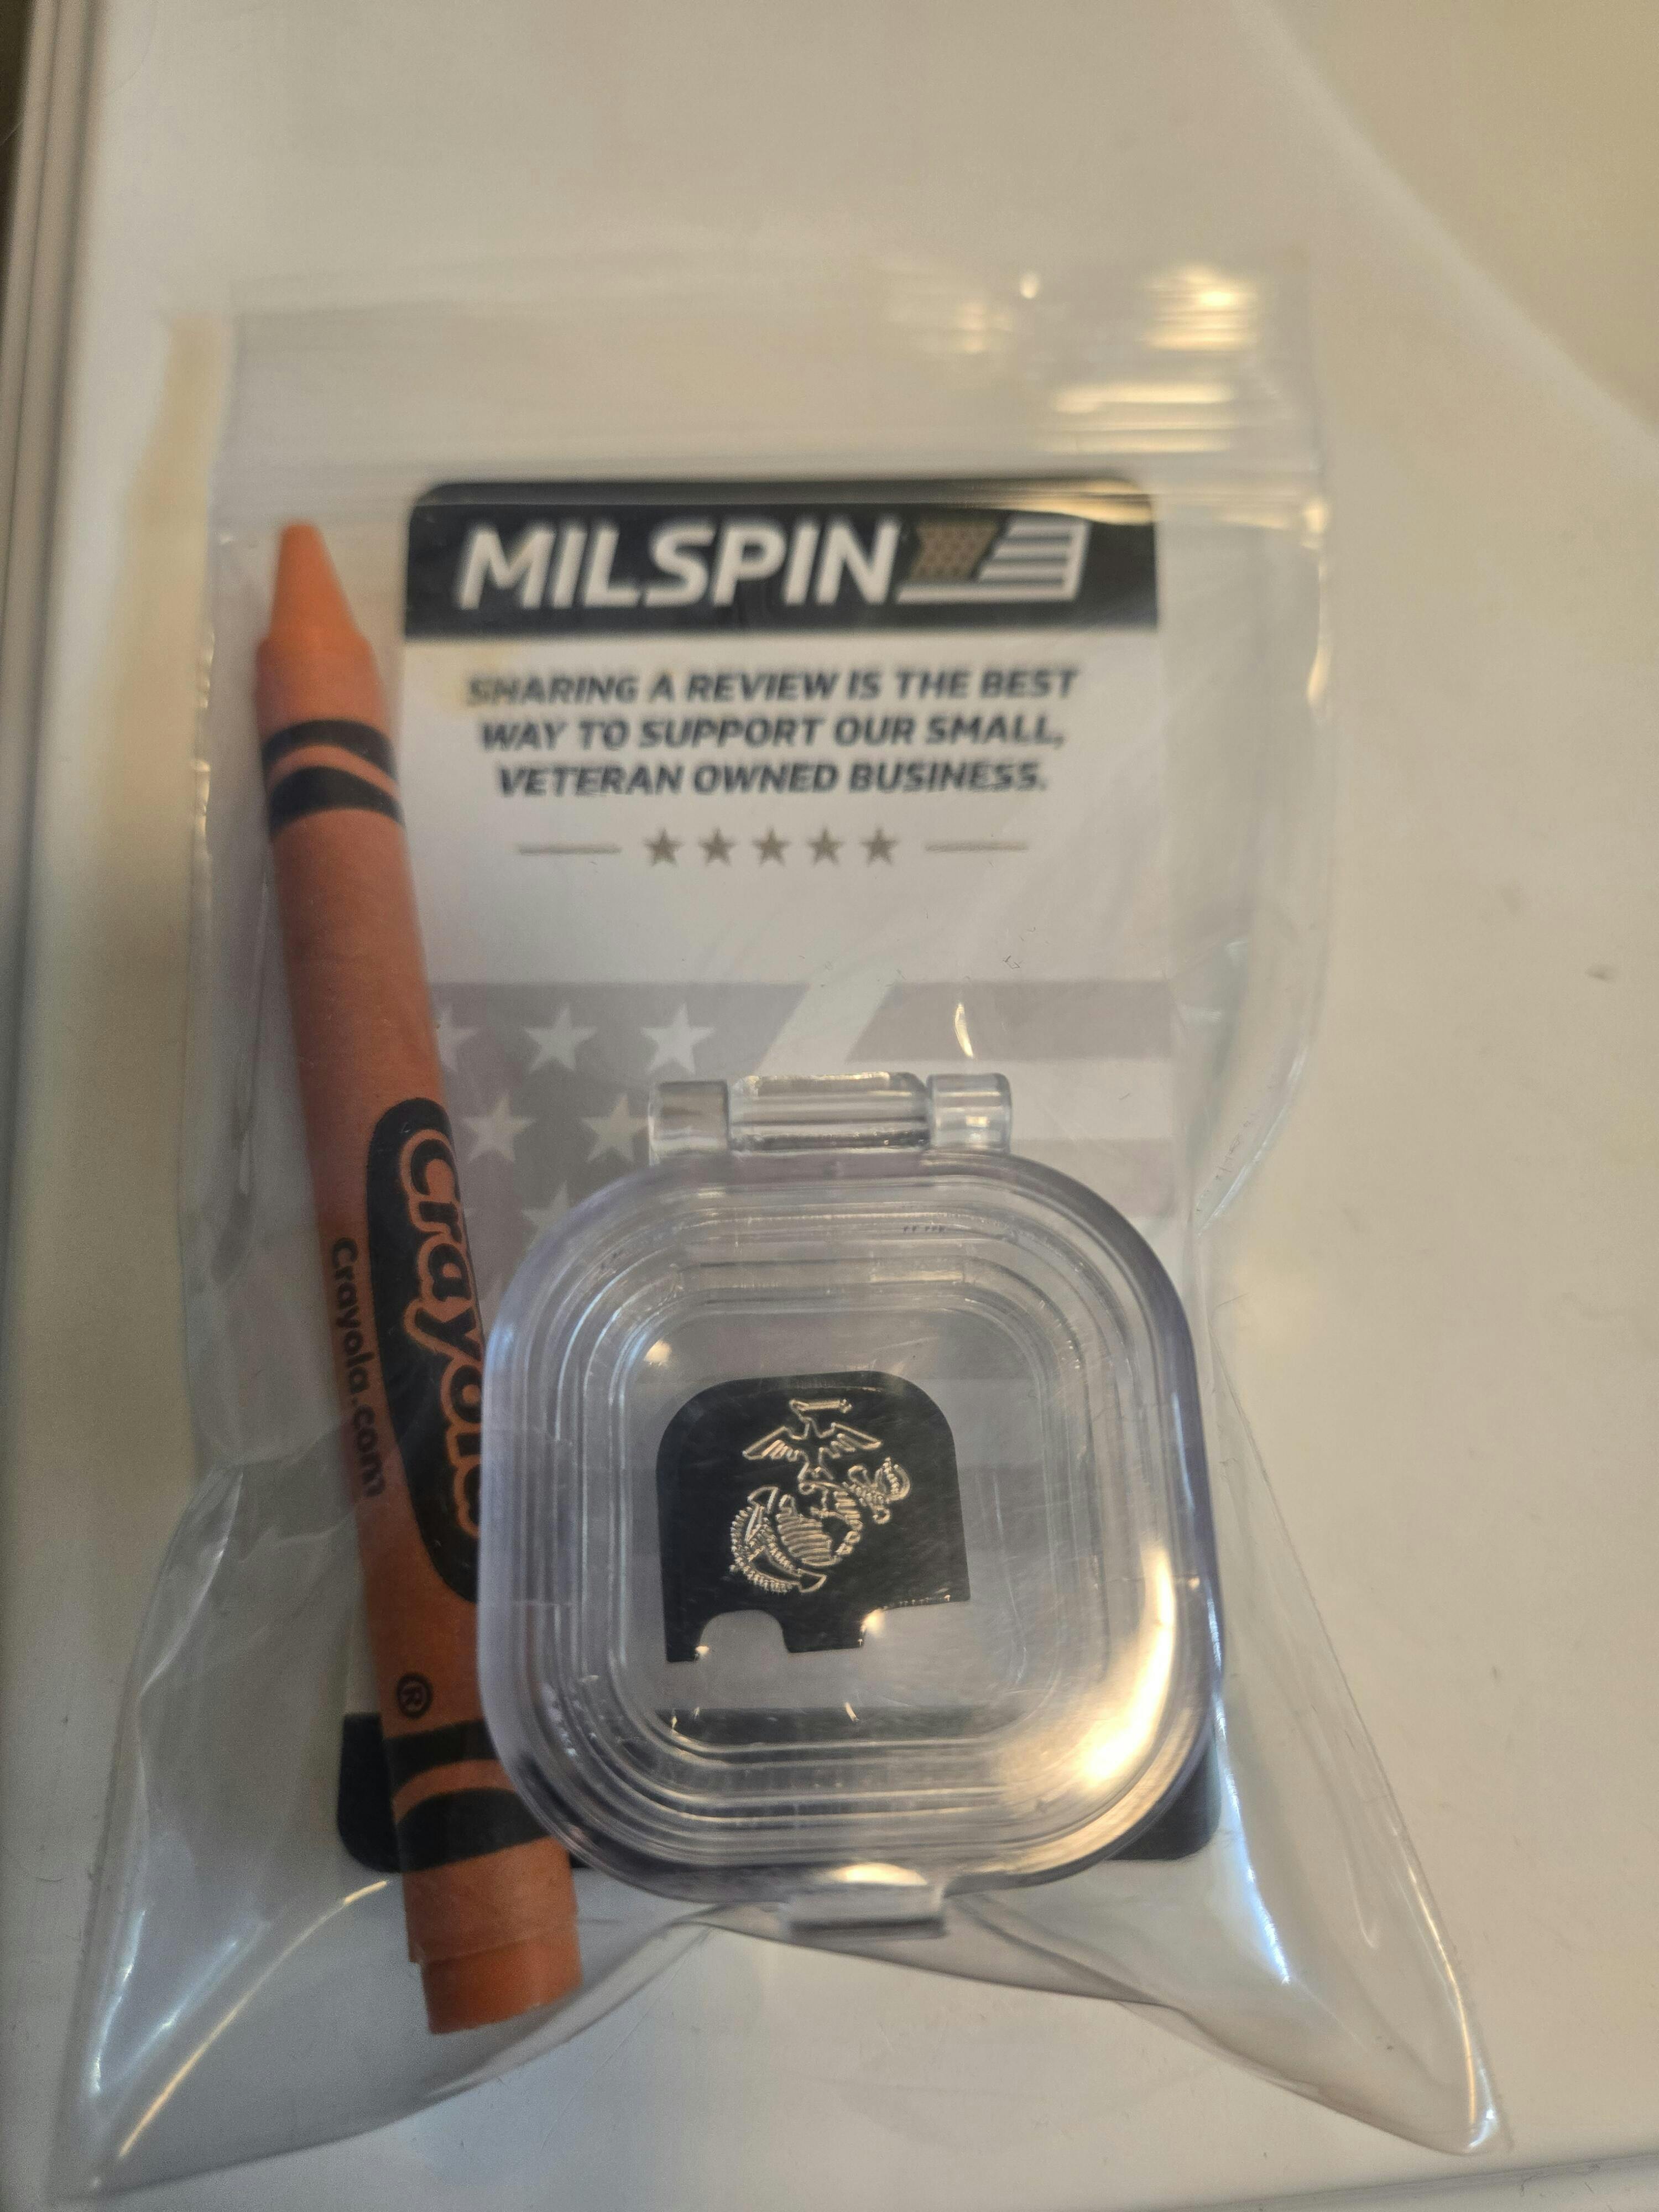 MILSPIN
SHARING A REVIEW IS THE BEST
WAY TO SUPPORT OUR SMALL,
VETERAN OWNED BUSINESS.
Crayola
Crayola.com
®